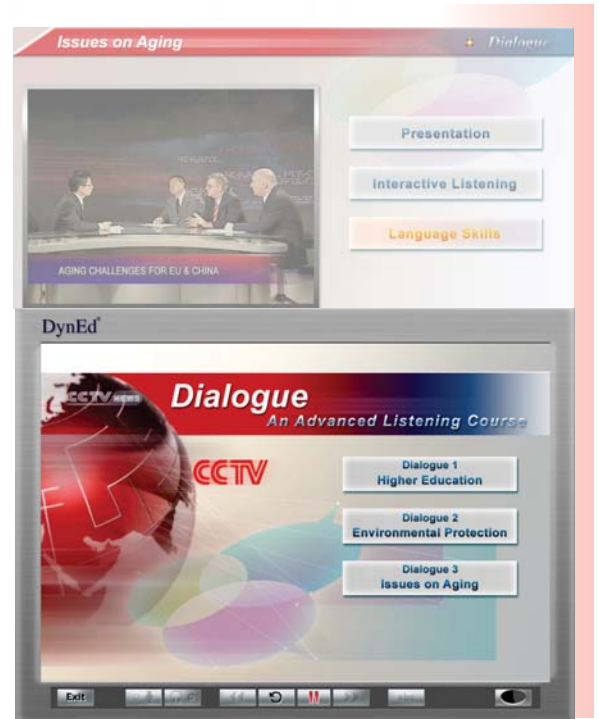 Issues on Aging
Dialogue
Presentation
Interactive Listening
Language Skills
AGING CHALLENGES FOR EU & CHINA
DynEd®
CCTV NEWS
Dialogue
An Advanced Listening Course
CCTV
Dialogue 1
Higher Education
Dialogue 2
Environmental Protection
Dialogue 3
Issues on Aging
Exit